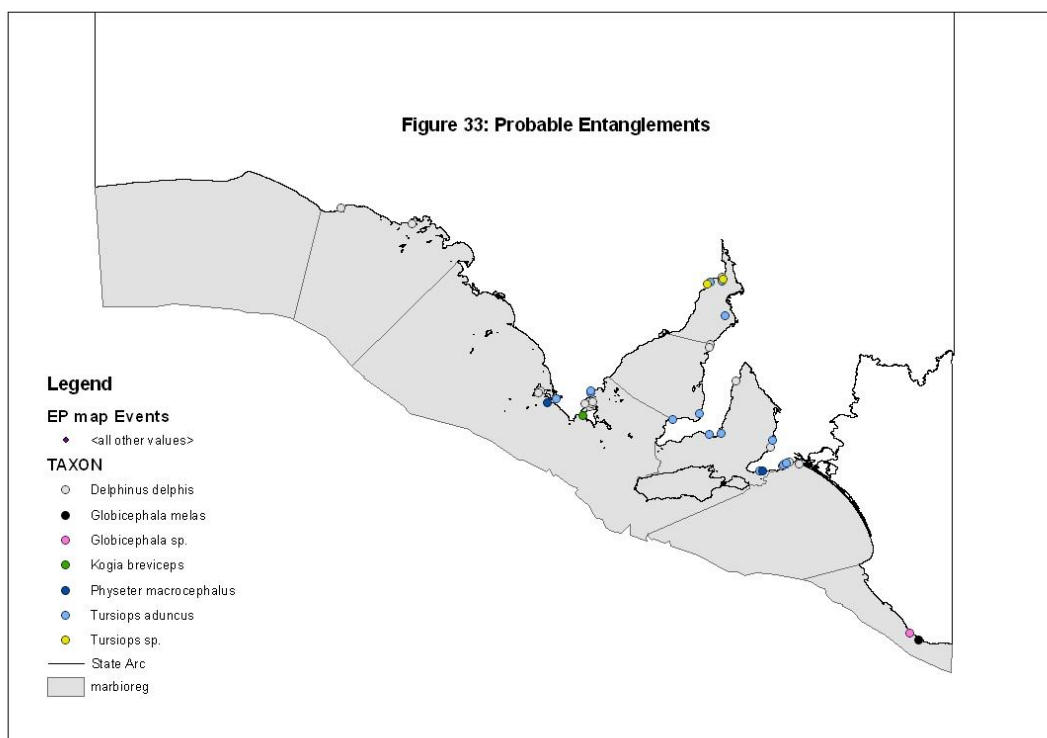 Figure 33: Probable Entanglements
Legend
EP map Events
<all other values>
TAXON
Delphinus delphis
Globicephala melas
Globicephala sp.
Kogia breviceps
Physeter macrocephalus
Tursiops aduncus
Tursiops sp.
State Arc
marbioreg